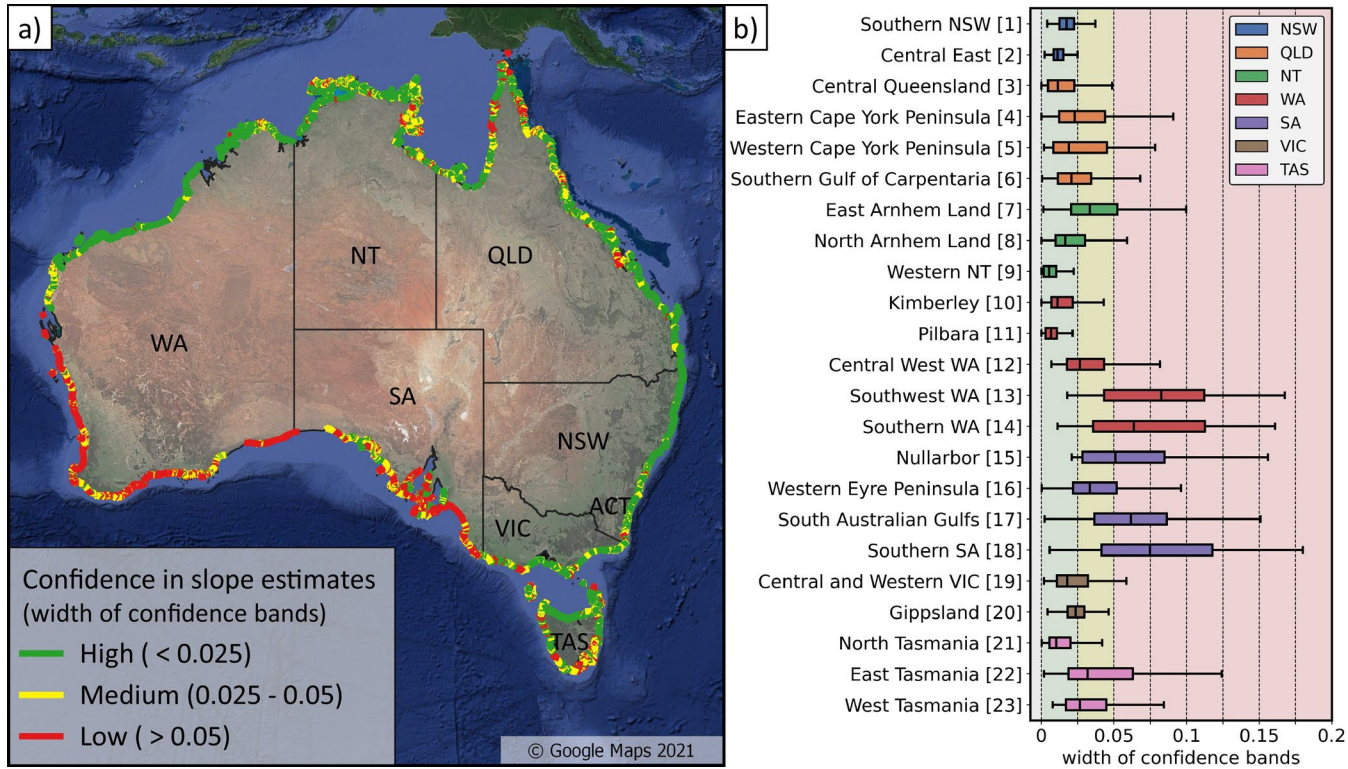 a)
NT
QLD
WA
SA
NSW
ACT
VIC
TAS
Confidence in slope estimates
(width of confidence bands)
High ( < 0.025)
Medium (0.025 - 0.05)
Low ( > 0.05)
© Google Maps 2021
b)
Southern NSW [1]
Central East [2]
Central Queensland [3]
Eastern Cape York Peninsula [4]
Western Cape York Peninsula [5]
Southern Gulf of Carpentaria [6]
East Arnhem Land [7]
North Arnhem Land [8]
Western NT [9]
Kimberley [10]
Pilbara [11]
Central West WA [12]
Southwest WA [13]
Southern WA [14]
Nullarbor [15]
Western Eyre Peninsula [16]
South Australian Gulfs [17]
Southern SA [18]
Central and Western VIC [19]
Gippsland [20]
North Tasmania [21]
East Tasmania [22]
West Tasmania [23]
NSW
QLD
NT
WA
SA
VIC
TAS
0 0.05 0.1 0.15 0.2
width of confidence bands